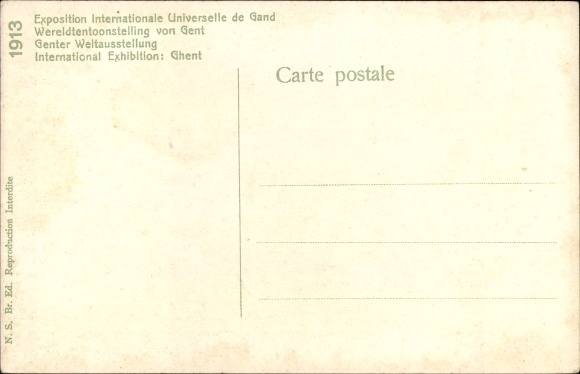 1913
Exposition Internationale Universelle de Gand
Wereldtentoonstelling von Gent
Genter Weltausstellung
International Exhibition: Ghent
Carte postale
N. S. Br. Ed. Reproduction Interdite